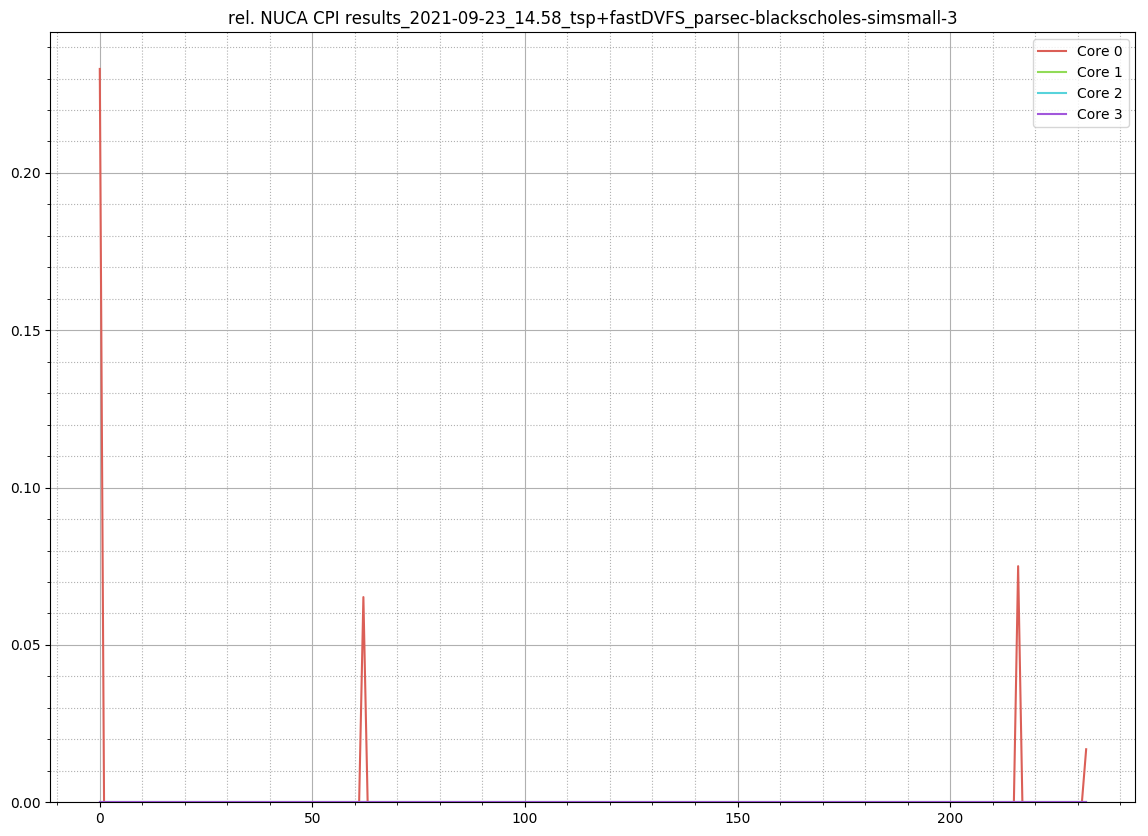 rel. NUCA CPI results_2021-09-23_14.58_tsp+fastDVFS_parsec-blackscholes-simsmall-3
Core 0
Core 1
Core 2
Core 3
0.20
0.15
0.10
0.05
0.00
0 50 100 150 200